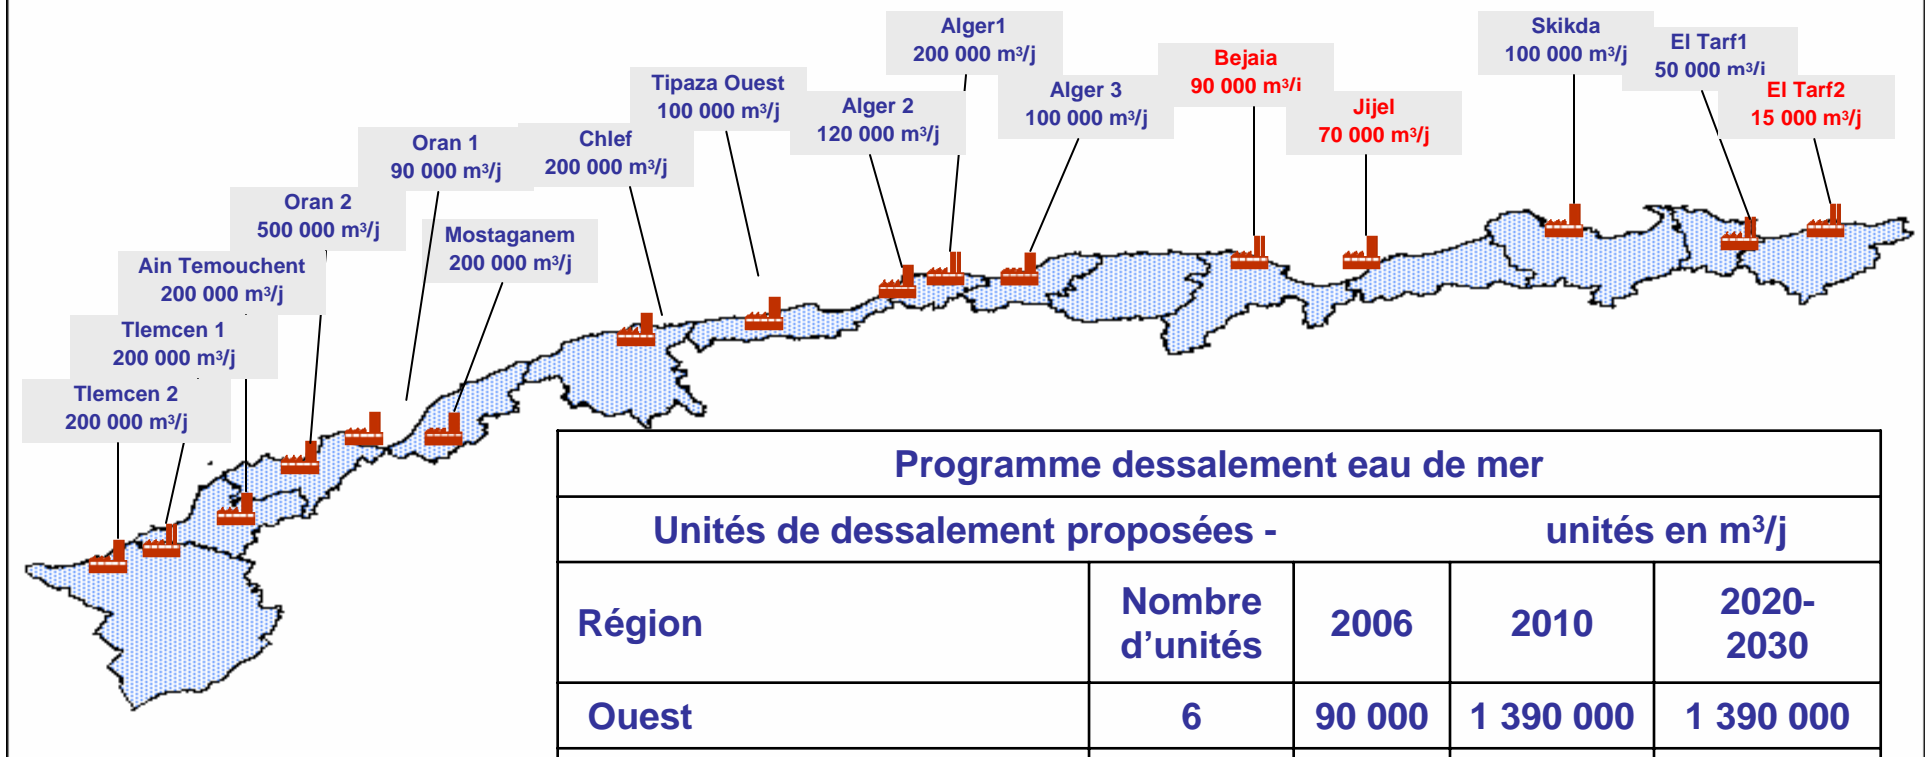 Alger1
200 000 m³/j
Skikda
100 000 m³/j
El Tarf1
50 000 m³/j
Bejaia
90 000 m³/j
Tipaza Ouest
100 000 m³/j
Alger 2
120 000 m³/j
Alger 3
100 000 m³/j
Jijel
70 000 m³/j
El Tarf2
15 000 m³/j
Oran 1
90 000 m³/j
Chlef
200 000 m³/j
Oran 2
500 000 m³/j
Mostaganem
200 000 m³/j
Ain Temouchent
200 000 m³/j
Tlemcen 1
200 000 m³/j
Tlemcen 2
200 000 m³/j
Programme dessalement eau de mer
Unités de dessalement proposées - unités en m³/j
Région Nombre d'unités 2006 2010 2020-2030
Ouest 6 90 000 1 390 000 1 390 000